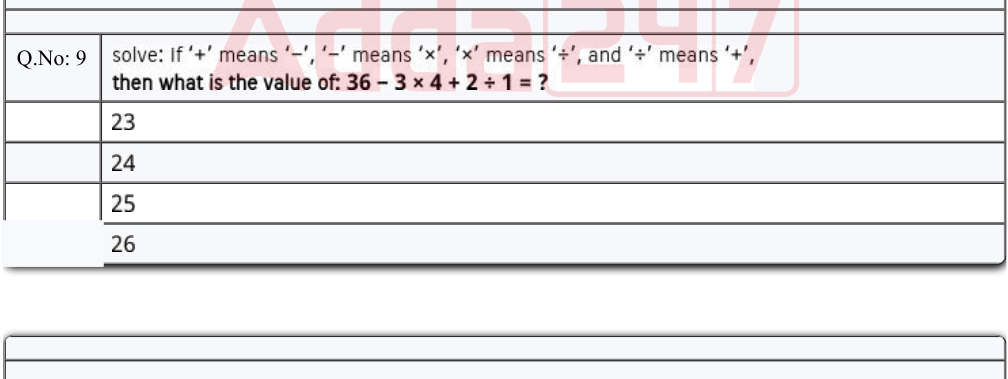 Adda247
Q.No: 9
solve: If ‘+’ means ‘−’, ‘−’ means ‘×’, ‘×’ means ‘÷’, and ‘÷’ means ‘+’,
then what is the value of: 36 − 3 × 4 + 2 ÷ 1 = ?
23
24
25
26